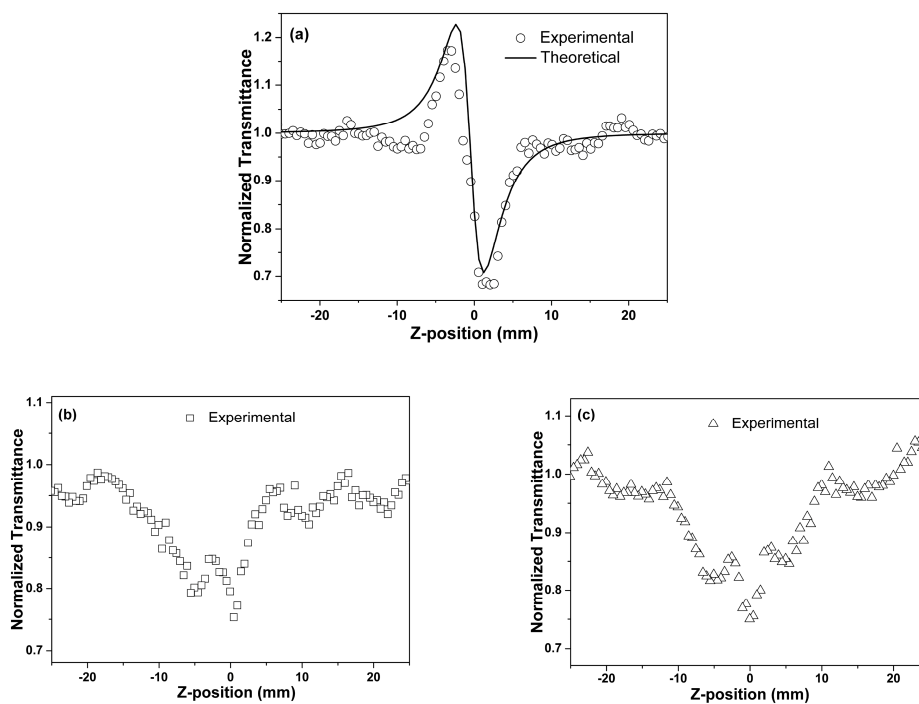 (a)
Experimental
Theoretical
Normalized Transmittance
1.2
1.1
1.0
0.9
0.8
0.7
-20 -10 0 10 20
Z-position (mm)
(b)
Experimental
Normalized Transmittance
1.1
1.0
0.9
0.8
0.7
-20 -10 0 10 20
Z-position (mm)
(c)
Experimental
Normalized Transmittance
1.1
1.0
0.9
0.8
0.7
-20 -10 0 10 20
Z-position (mm)